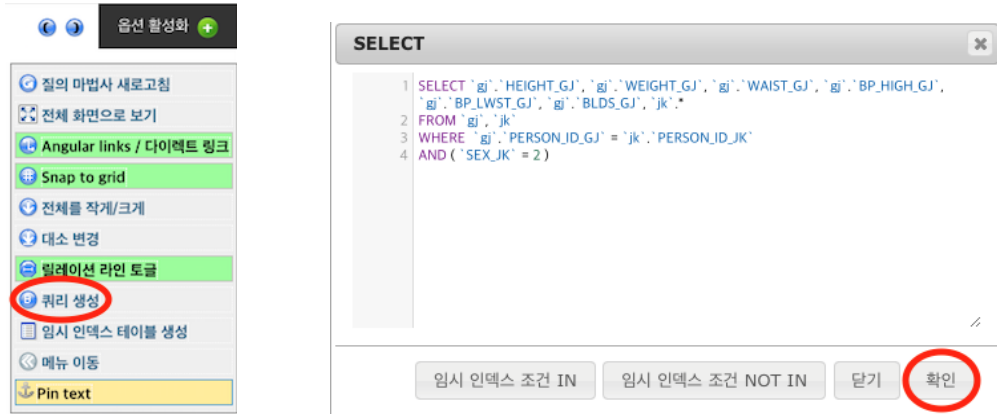 옵션 활성화
질의 마법사 새로고침
전체 화면으로 보기
Angular links / 다이렉트 링크
Snap to grid
전체를 작게/크게
대소 변경
릴레이션 라인 토글
쿼리 생성
임시 인덱스 테이블 생성
메뉴 이동
Pin text
SELECT
1 SELECT `gj`.`HEIGHT_GJ`, `gj`.`WEIGHT_GJ`, `gj`.`WAIST_GJ`, `gj`.`BP_HIGH_GJ`,
`gj`.`BP_LWST_GJ`, `gj`.`BLDS_GJ`, `jk`.*
2 FROM `gj`, `jk`
3 WHERE `gj`.`PERSON_ID_GJ` = `jk`.`PERSON_ID_JK`
4 AND ( `SEX_JK` = 2 )
임시 인덱스 조건 IN
임시 인덱스 조건 NOT IN
닫기
확인